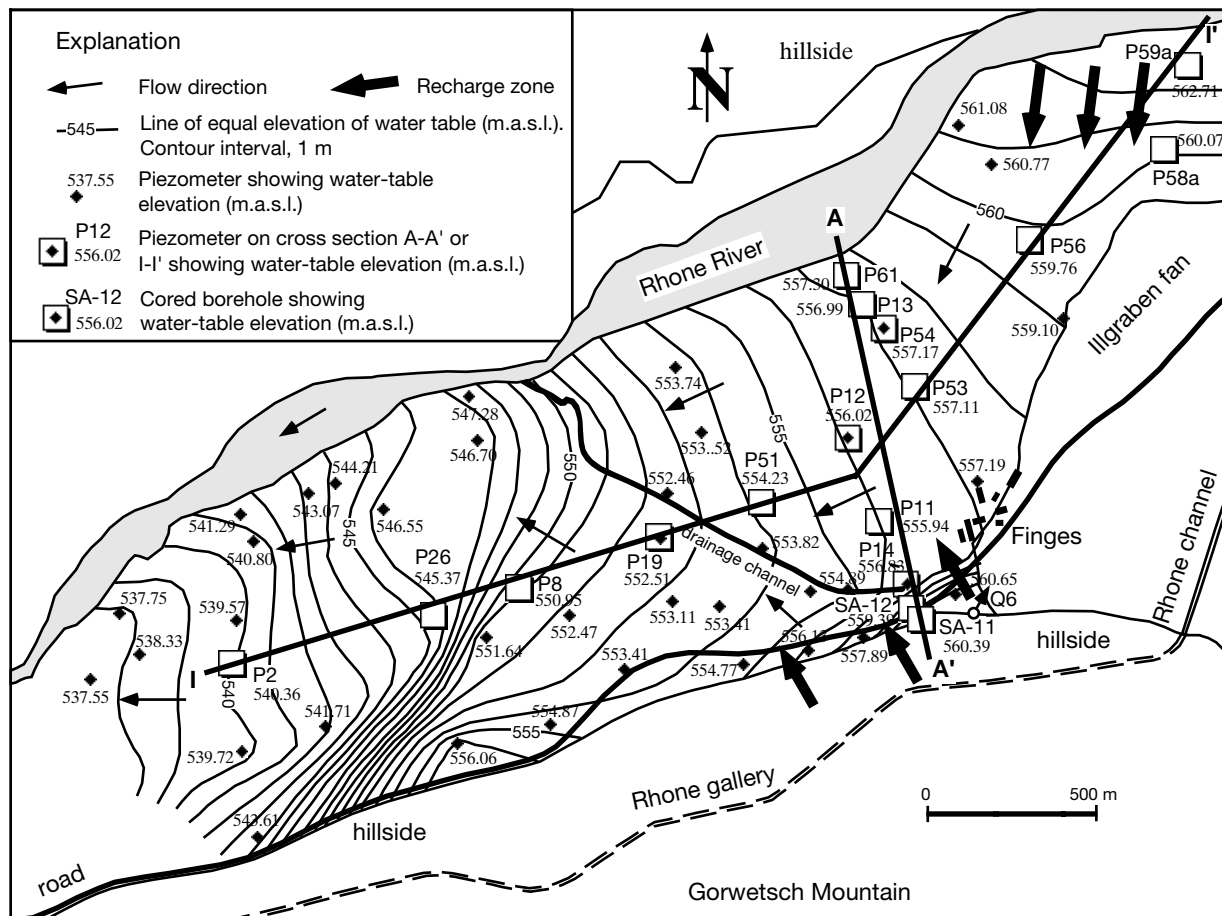 Explanation
Flow direction
Recharge zone
545
Line of equal elevation of water table (m.a.s.l.).
Contour interval, 1 m
537.55
Piezometer showing water-table
elevation (m.a.s.l.)
P12
556.02
Piezometer on cross section A-A' or
I-I' showing water-table elevation (m.a.s.l.)
SA-12
556.02
Cored borehole showing
water-table elevation (m.a.s.l.)
N
hillside
I'
P59a
562.71
561.08
560.77
560.07
P58a
560
P56
559.76
559.10
Illgraben fan
A
Rhone River
P61
557.30
P13
556.99
P54
557.17
P53
557.11
P12
556.02
555
553.74
553..52
547.28
546.70
550
552.46
P51
554.23
557.19
P11
555.94
Finges
Rhone channel
544.21
543.07
546.55
545
541.29
540.80
P26
545.37
P8
550.95
P19
552.51
drainage channel
553.82
554.89
P14
556.83
560.65
Q6
SA-12
559.39
SA-11
560.39
hillside
537.75
539.57
538.33
537.55
I
P2
540.36
540
541.71
539.72
551.64
552.47
553.11
553.41
553.41
554.77
557.89
A'
554.87
555
556.06
543.61
hillside
road
Rhone gallery
0
500 m
Gorwetsch Mountain